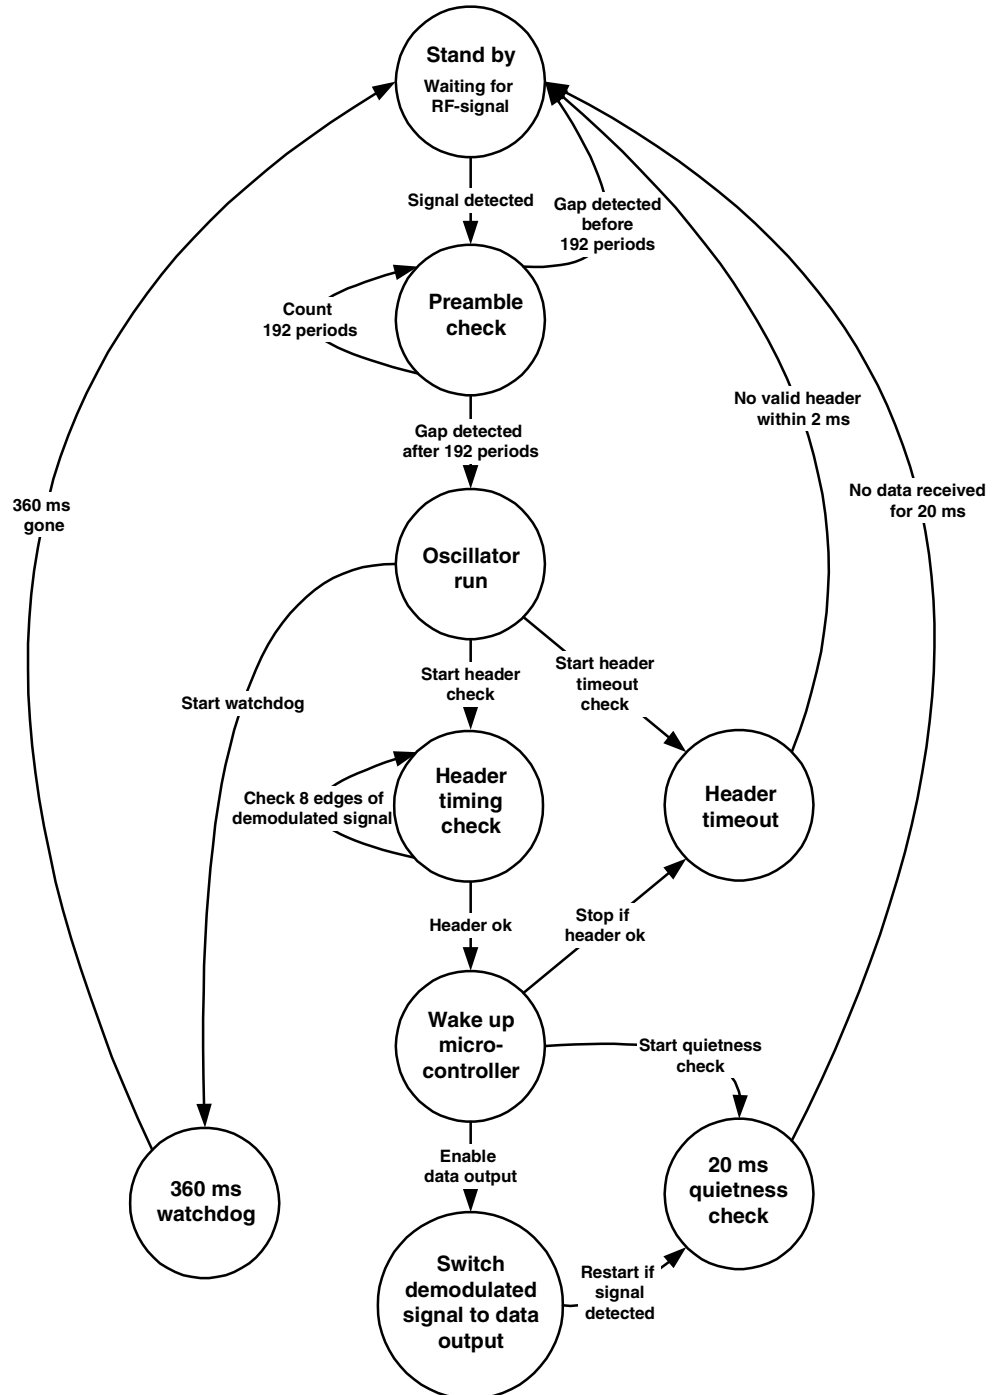 Stand by
Waiting for
RF-signal
Signal detected
Gap detected
before
192 periods
Count
192 periods
Preamble
check
No valid header
within 2 ms
Gap detected
after 192 periods
No data received
for 20 ms
360 ms
gone
Oscillator
run
Start header
check
Start header
timeout
check
Start watchdog
Check 8 edges of
demodulated signal
Header
timing
check
Header
timeout
Header ok
Stop if
header ok
Wake up
micro-
controller
Start quietness
check
Enable
data output
360 ms
watchdog
20 ms
quietness
check
Switch
demodulated
signal to data
output
Restart if
signal
detected